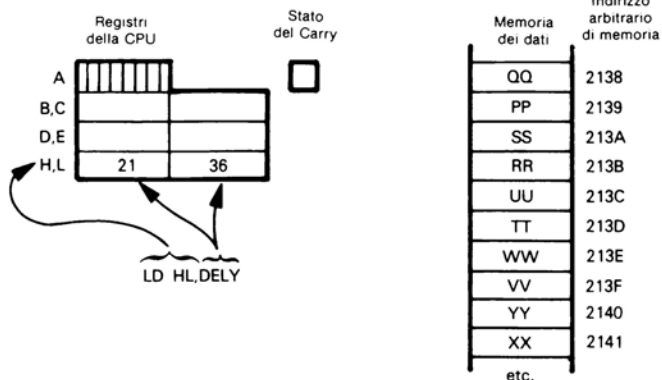 Registri
della CPU
Stato
del Carry
A
B,C
D,E
H,L
21 36
LD HL,DELY
Memoria
dei dati
Indirizzo
arbitrario
di memoria
QQ 2138
PP 2139
SS 213A
RR 213B
UU 213C
TT 213D
WW 213E
VV 213F
YY 2140
XX 2141
etc.